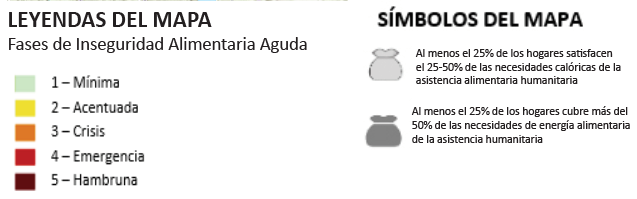 LEYENDAS DEL MAPA
Fases de Inseguridad Alimentaria Aguda
1 – Mínima
2 – Acentuada
3 – Crisis
4 – Emergencia
5 – Hambruna
SÍMBOLOS DEL MAPA
Al menos el 25% de los hogares satisfacen
el 25-50% de las necesidades calóricas de la
asistencia alimentaria humanitaria
Al menos el 25% de los hogares cubre más del
50% de las necesidades de energía alimentaria
de la asistencia humanitaria